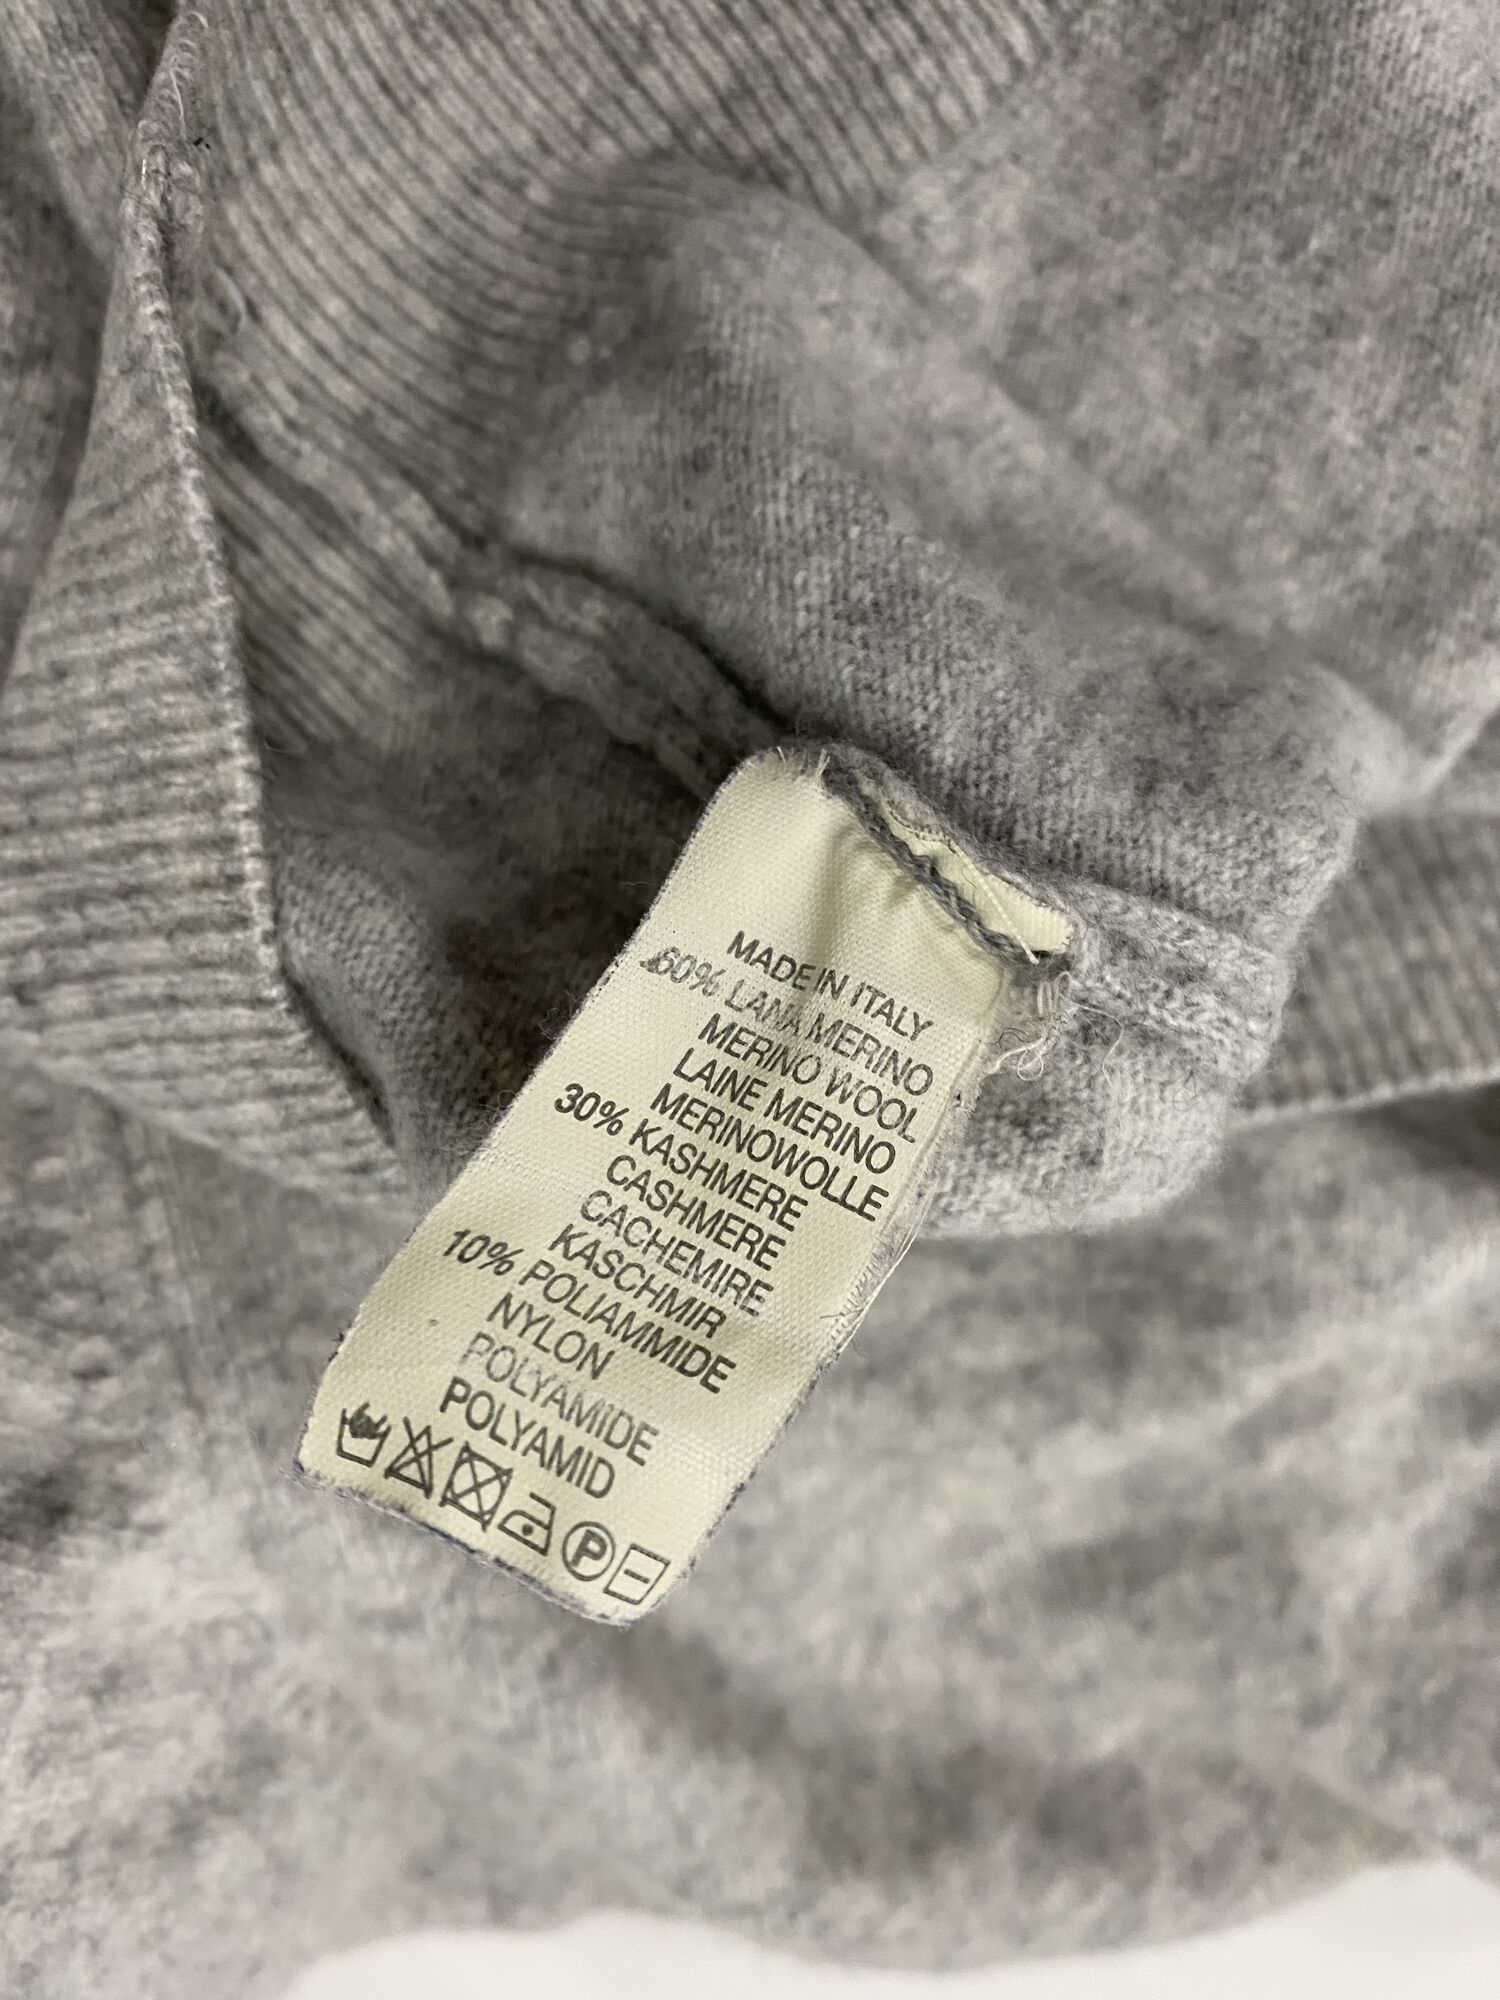 MADE IN ITALY
60% LANA MERINO
MERINO WOOL
LAINE MERINO
MERINOWOLLE
30% KASHMERE
CASHMERE
CACHEMIRE
KASCHMIR
10% POLIAMMIDE
NYLON
POLYAMIDE
POLYAMID
P